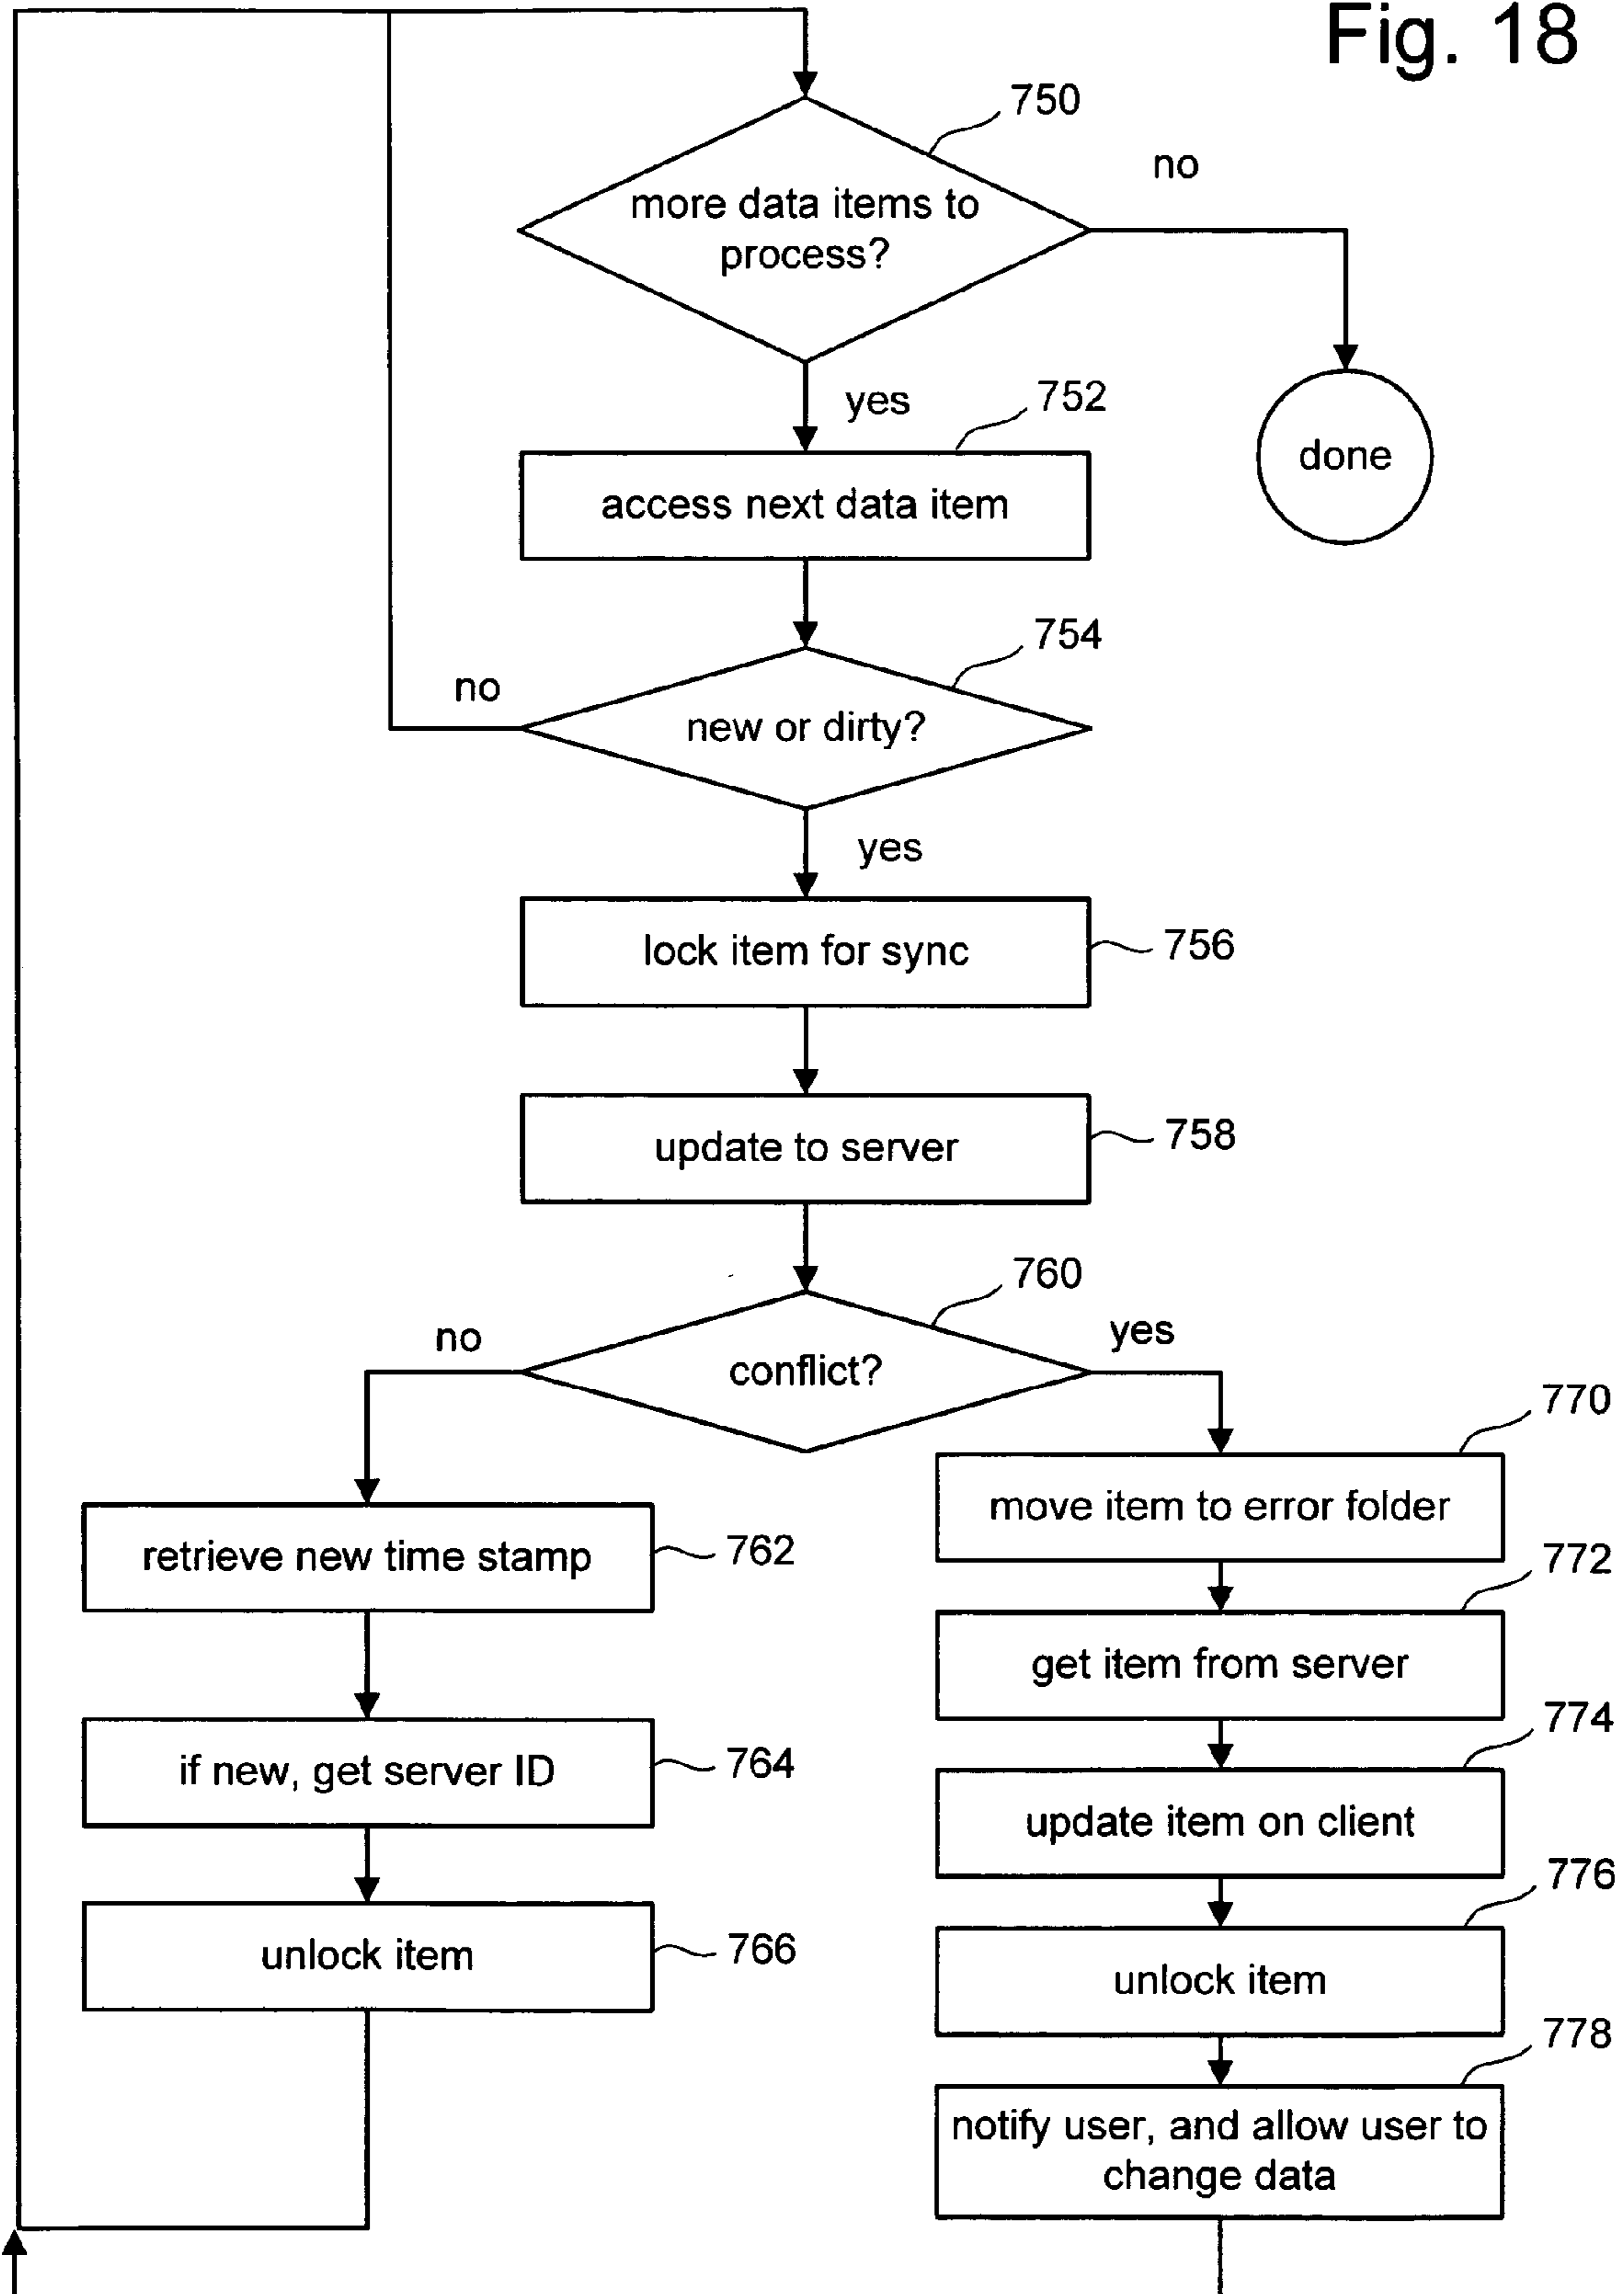 Fig. 18
750
no
more data items to
process?
yes
752
done
access next data item
754
no
new or dirty?
yes
lock item for sync
756
update to server
758
760
no
yes
conflict?
770
move item to error folder
retrieve new time stamp
762
772
get item from server
774
if new, get server ID
764
update item on client
776
unlock item
766
unlock item
778
notify user, and allow user to
change data